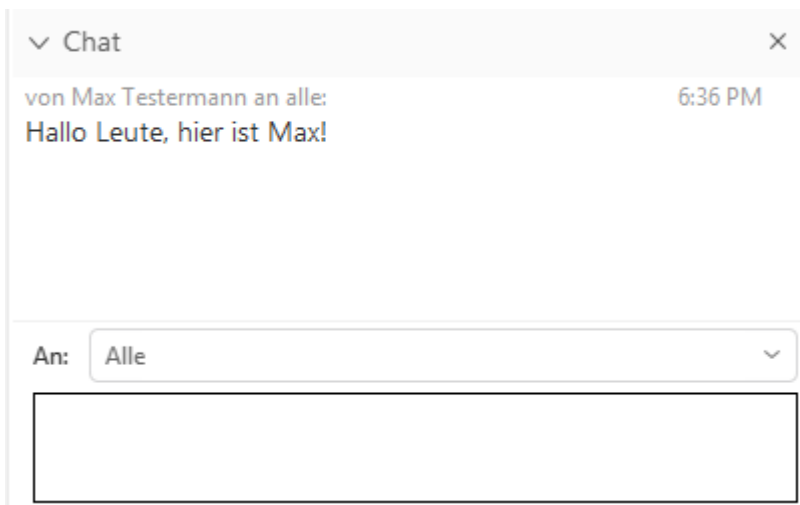 Chat
von Max Testermann an alle: 6:36 PM
Hallo Leute, hier ist Max!
An: Alle